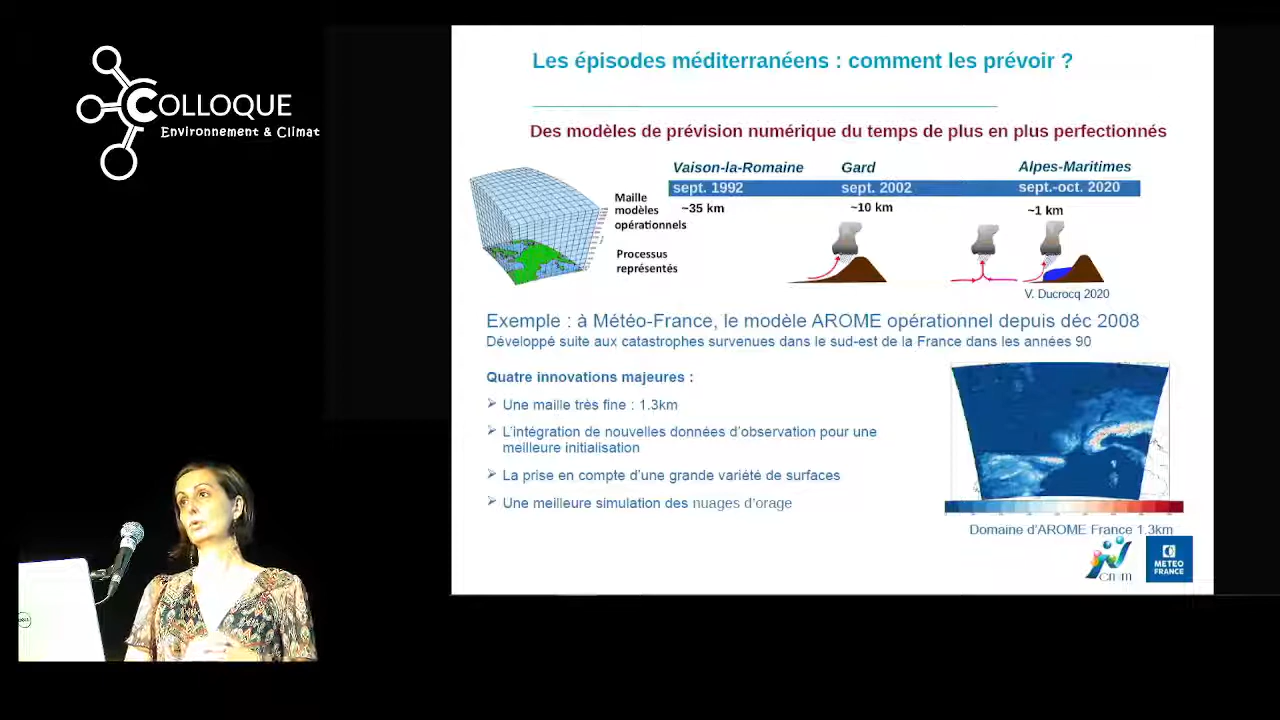 COLLOQUE
Environnement & Climat
Les épisodes méditerranéens : comment les prévoir ?
Des modèles de prévision numérique du temps de plus en plus perfectionnés
Vaison-la-Romaine Gard Alpes-Maritimes
sept. 1992 sept. 2002 sept.-oct. 2020
Maille
modèles
opérationnels
~35 km ~10 km ~1 km
Processus
représentés
V. Ducrocq 2020
Exemple : à Météo-France, le modèle AROME opérationnel depuis déc 2008
Développé suite aux catastrophes survenues dans le sud-est de la France dans les années 90
Quatre innovations majeures :
➢ Une maille très fine : 1.3km
➢ L'intégration de nouvelles données d'observation pour une
meilleure initialisation
➢ La prise en compte d'une grande variété de surfaces
➢ Une meilleure simulation des nuages d'orage
Domaine d'AROME France 1.3km
METEO
FRANCE